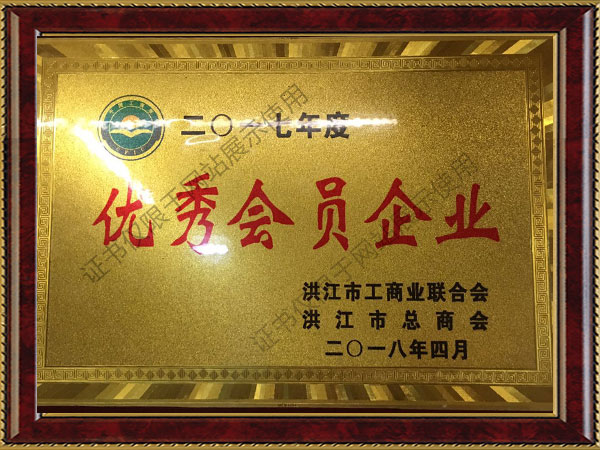 二〇一七年度
优秀会员企业
洪江市工商业联合会
洪江市总商会
二〇一八年四月
证书仅限于网站展示使用
证书仅限于网站展示使用